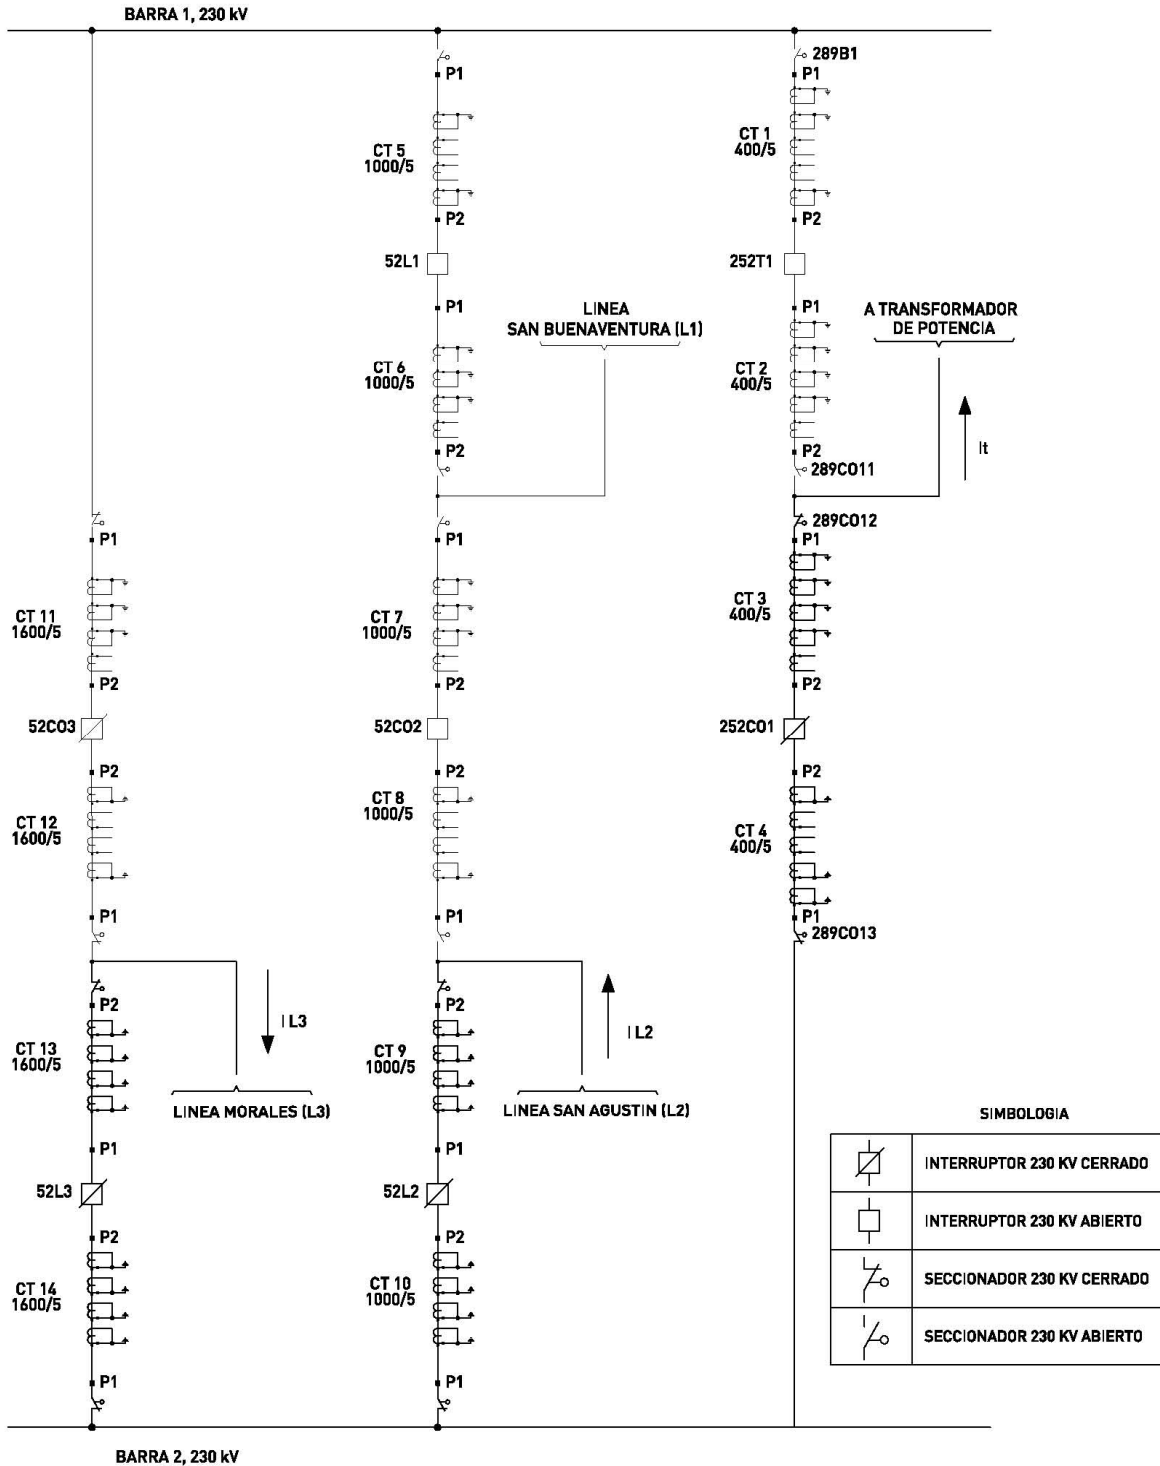 BARRA 1, 230 kV
289B1
P1
P1
CT 5
1000/5
CT 1
400/5
P2
P2
52L1
252T1
P1
P1
LINEA
SAN BUENAVENTURA (L1)
A TRANSFORMADOR
DE POTENCIA
CT 6
1000/5
CT 2
400/5
It
P2
P2
289CO11
289CO12
P1
P1
P1
CT 11
1600/5
CT 7
1000/5
CT 3
400/5
P2
P2
P2
52CO3
52CO2
252CO1
P2
P2
P2
CT 12
1600/5
CT 8
1000/5
CT 4
400/5
P1
P1
P1
289CO13
P2
P2
I L3
I L2
CT 13
1600/5
CT 9
1000/5
LINEA MORALES (L3)
LINEA SAN AGUSTIN (L2)
P1
P1
52L3
52L2
P2
P2
CT 14
1600/5
CT 10
1000/5
P1
P1
SIMBOLOGIA
INTERRUPTOR 230 KV CERRADO
INTERRUPTOR 230 KV ABIERTO
SECCIONADOR 230 KV CERRADO
SECCIONADOR 230 KV ABIERTO
BARRA 2, 230 kV